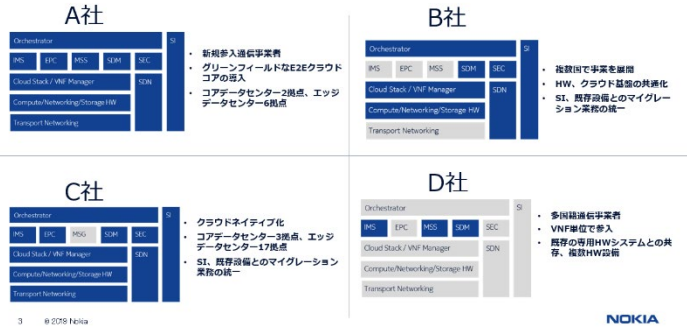 A社
Orchestrator
SI
IMS
EPC
MSS
SDM
SEC
Cloud Stack / VNF Manager
SDN
Compute/Networking/Storage HW
Transport Networking
• 新規参入通信事業者
• グリーンフィールドなE2Eクラウド
コアの導入
• コアデータセンター2拠点、エッジ
データセンター6拠点
B社
Orchestrator
SI
IMS
EPC
MSS
SDM
SEC
Cloud Stack / VNF Manager
SDN
Compute/Networking/Storage HW
Transport Networking
• 複数国で事業を展開
• HW、クラウド基盤の共通化
• SI、既存設備とのマイグレー
ション業務の統一
C社
Orchestrator
SI
IMS
EPC
MSG
SDM
SEC
Cloud Stack / VNF Manager
SDN
Compute/Networking/Storage HW
Transport Networking
• クラウドネイティブ化
• コアデータセンター3拠点、エッジ
データセンター17拠点
• SI、既存設備とのマイグレーション
業務の統一
D社
Orchestrator
SI
IMS
EPC
MSS
SDM
SEC
Cloud Stack / VNF Manager
SDN
Compute/Networking/Storage HW
Transport Networking
• 多国籍通信事業者
• VNF単位で参入
• 既存の専用HWシステムとの共
存、複数HW設備
3
© 2019 Nokia
NOKIA